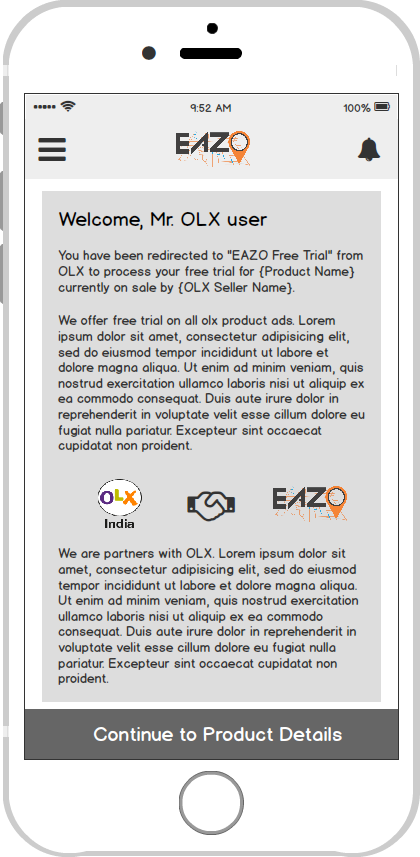 9:52 AM 100%
EAZO
Welcome, Mr. OLX user
You have been redirected to "EAZO Free Trial" from
OLX to process your free trial for {Product Name}
currently on sale by {OLX Seller Name}.
We offer free trial on all olx product ads. Lorem
ipsum dolor sit amet, consectetur adipisicing elit,
sed do eiusmod tempor incididunt ut labore et
dolore magna aliqua. Ut enim ad minim veniam, quis
nostrud exercitation ullamco laboris nisi ut aliquip ex
ea commodo consequat. Duis aute irure dolor in
reprehenderit in voluptate velit esse cillum dolore eu
fugiat nulla pariatur. Excepteur sint occaecat
cupidatat non proident.
OLX EAZO
India
We are partners with OLX. Lorem ipsum dolor sit
amet, consectetur adipisicing elit, sed do eiusmod
tempor incididunt ut labore et dolore magna aliqua.
Ut enim ad minim veniam, quis nostrud exercitation
ullamco laboris nisi ut aliquip ex ea commodo
consequat. Duis aute irure dolor in reprehenderit in
voluptate velit esse cillum dolore eu fugiat nulla
pariatur. Excepteur sint occaecat cupidatat non
proident.
Continue to Product Details